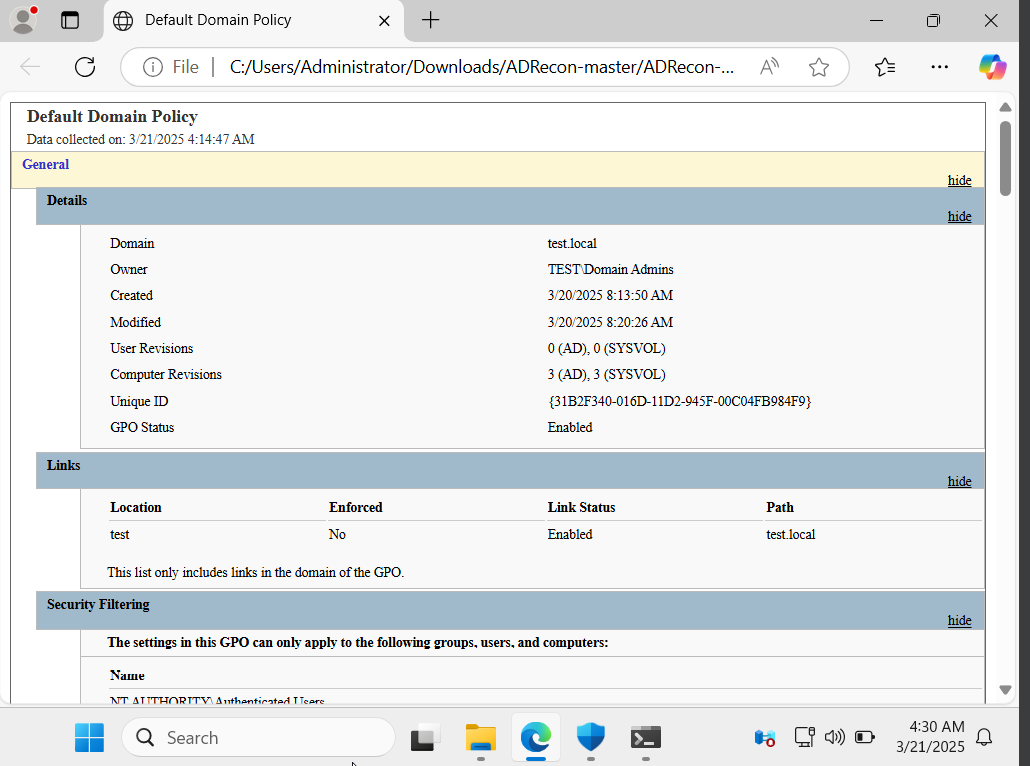 Default Domain Policy
File
C:/Users/Administrator/Downloads/ADRecon-master/ADRecon-...
Default Domain Policy
Data collected on: 3/21/2025 4:14:47 AM
General
hide
Details
hide
Domain test.local
Owner TEST\Domain Admins
Created 3/20/2025 8:13:50 AM
Modified 3/20/2025 8:20:26 AM
User Revisions 0 (AD), 0 (SYSVOL)
Computer Revisions 3 (AD), 3 (SYSVOL)
Unique ID {31B2F340-016D-11D2-945F-00C04FB984F9}
GPO Status Enabled
Links
hide
Location Enforced Link Status Path
test No Enabled test.local
This list only includes links in the domain of the GPO.
Security Filtering
hide
The settings in this GPO can only apply to the following groups, users, and computers:
Name
NT AUTHORITY\Authenticated Users
Search
4:30 AM
3/21/2025